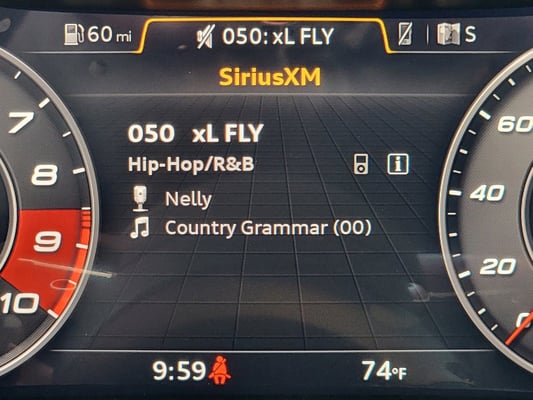 60 mi
050: xL FLY
S
SiriusXM
050 xL FLY
Hip-Hop/R&B
i
Nelly
Country Grammar (00)
7
8
9
10
60
40
20
0
9:59
74°F